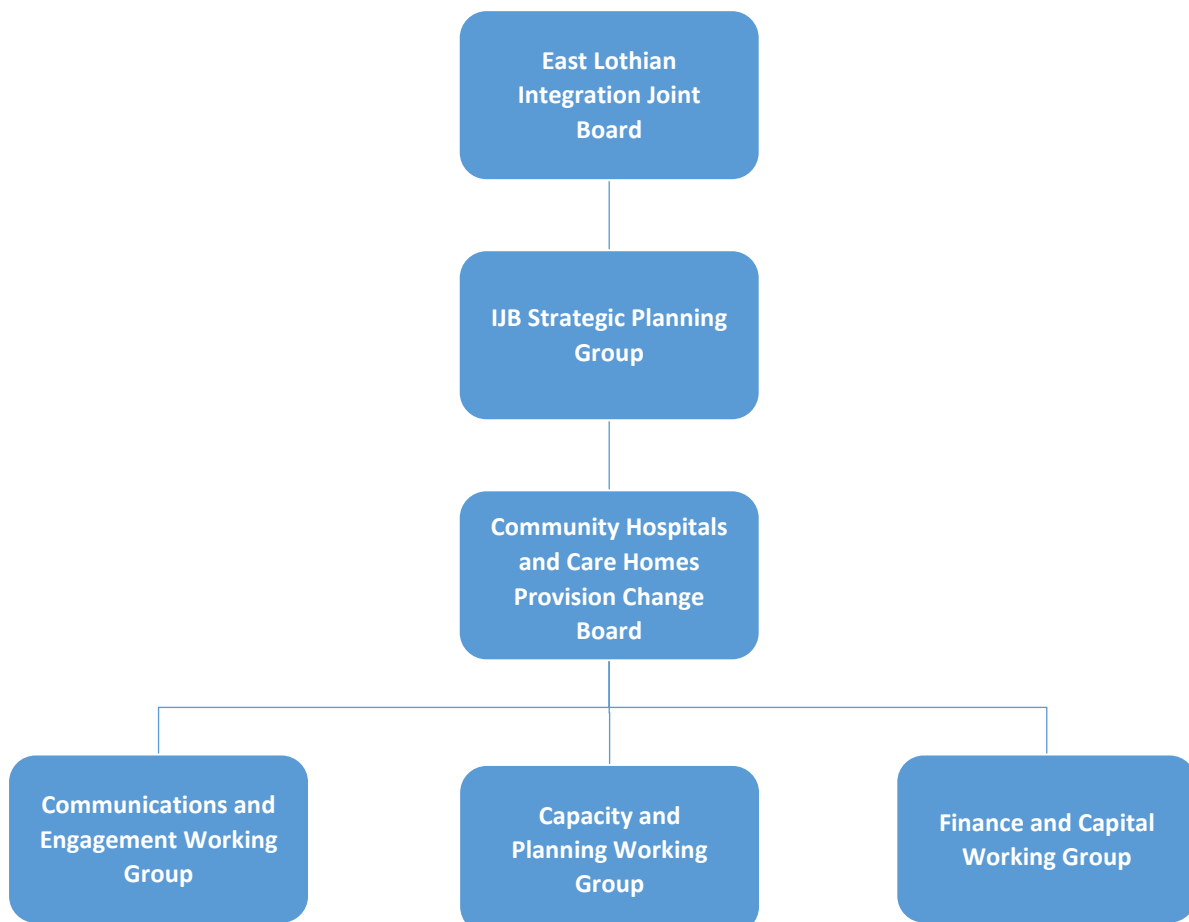 East Lothian
Integration Joint
Board
IJB Strategic Planning
Group
Community Hospitals
and Care Homes
Provision Change
Board
Communications and
Engagement Working
Group
Capacity and
Planning Working
Group
Finance and Capital
Working Group